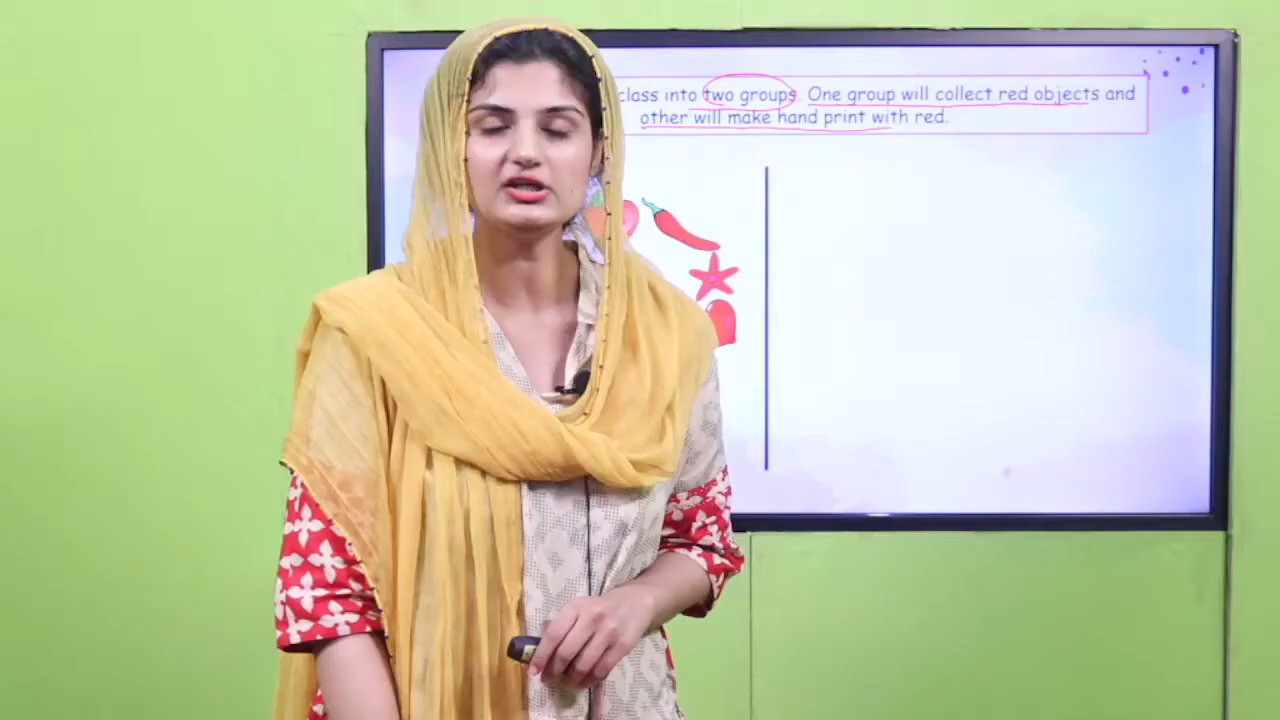 class into two groups. One group will collect red objects and
other will make hand print with red.